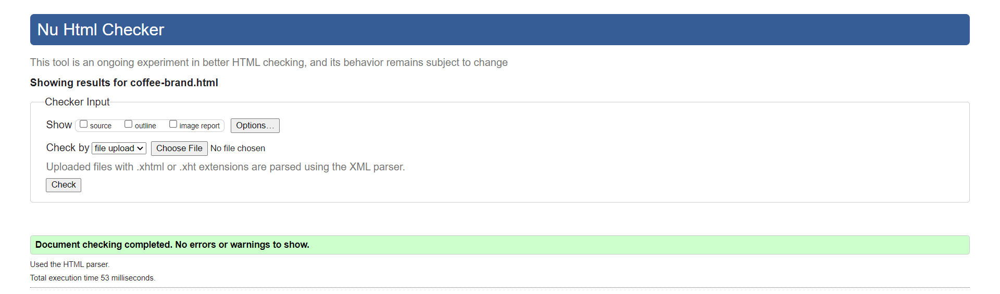 Nu Html Checker
This tool is an ongoing experiment in better HTML checking, and its behavior remains subject to change
Showing results for coffee-brand.html
Checker Input
Show source outline image report Options...
Check by file upload Choose File No file chosen
Uploaded files with .xhtml or .xht extensions are parsed using the XML parser.
Check
Document checking completed. No errors or warnings to show.
Used the HTML parser.
Total execution time 53 milliseconds.